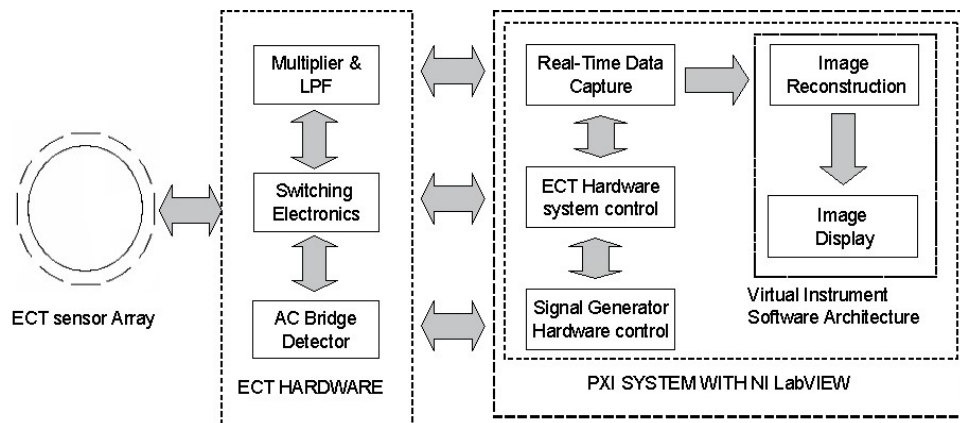 Multiplier &
LPF
Switching
Electronics
AC Bridge
Detector
ECT sensor Array
ECT HARDWARE
Real-Time Data
Capture
ECT Hardware
system control
Signal Generator
Hardware control
Image
Reconstruction
Image
Display
Virtual Instrument
Software Architecture
PXI SYSTEM WITH NI LabVIEW